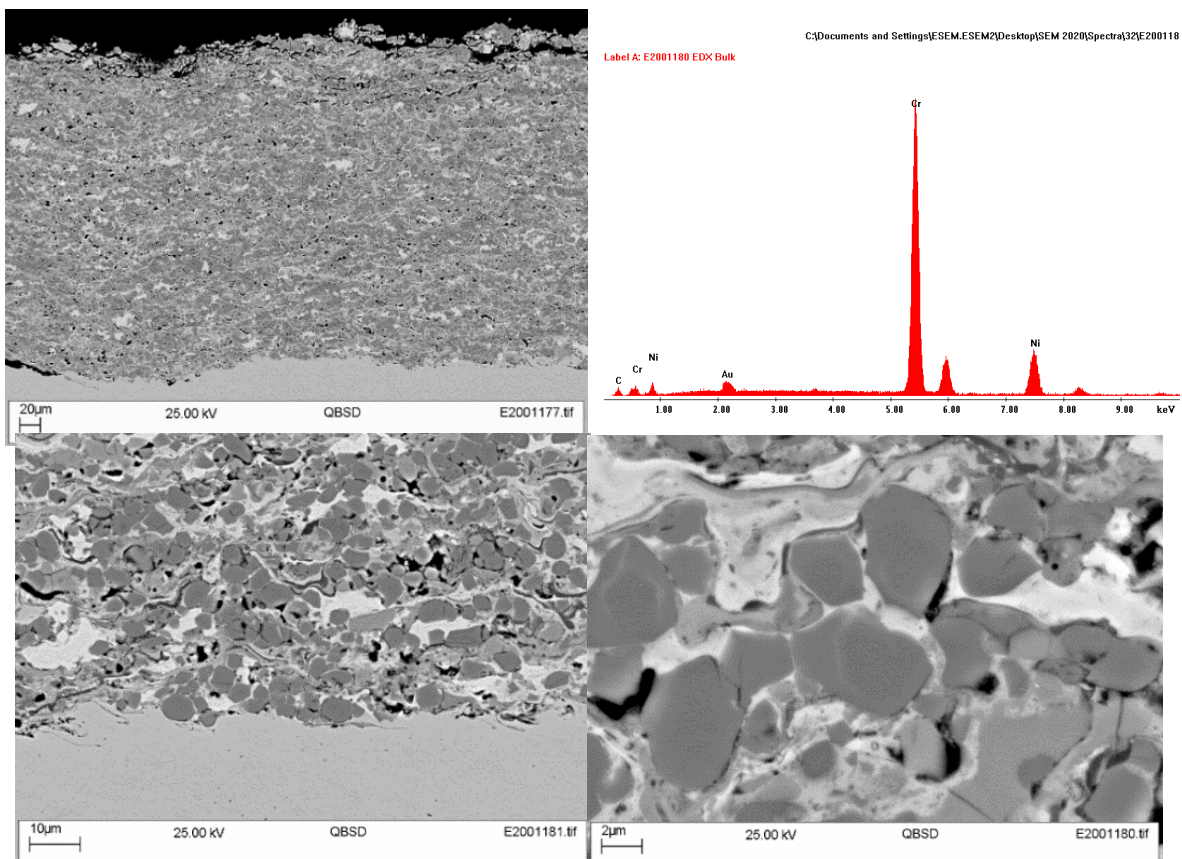 C:\Documents and Settings\ESEM.ESEM2\Desktop\SEM 2020\Spectra\32\E200118
Label A: E2001180 EDX Bulk
Cr
C
Cr
Ni
Au
Ni
1.00 2.00 3.00 4.00 5.00 6.00 7.00 8.00 9.00 keV
20µm 25.00 kV QBSD E2001177.tif
10µm 25.00 kV QBSD E2001181.tif
2µm 25.00 kV QBSD E2001180.tif